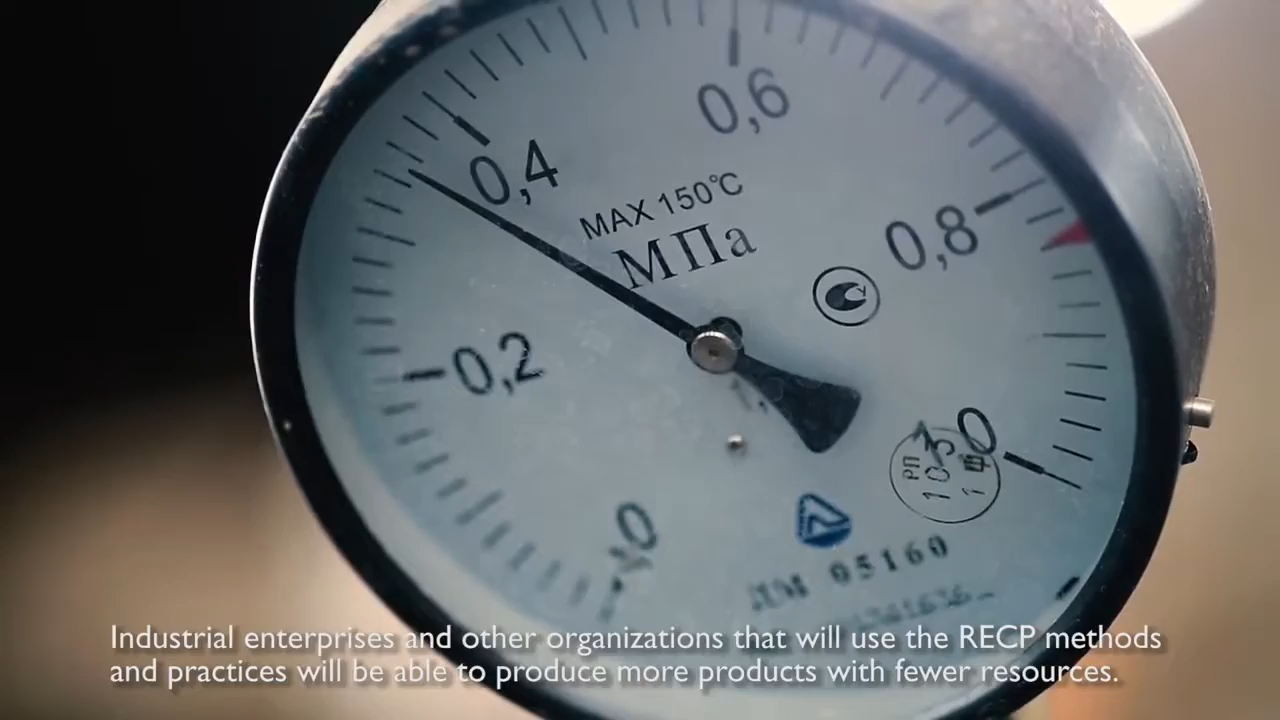 0,6
0,4
MAX 150°C
МПа
0,8
0,2
1,0
0
ДМ 05160
Industrial enterprises and other organizations that will use the RECP methods
and practices will be able to produce more products with fewer resources.